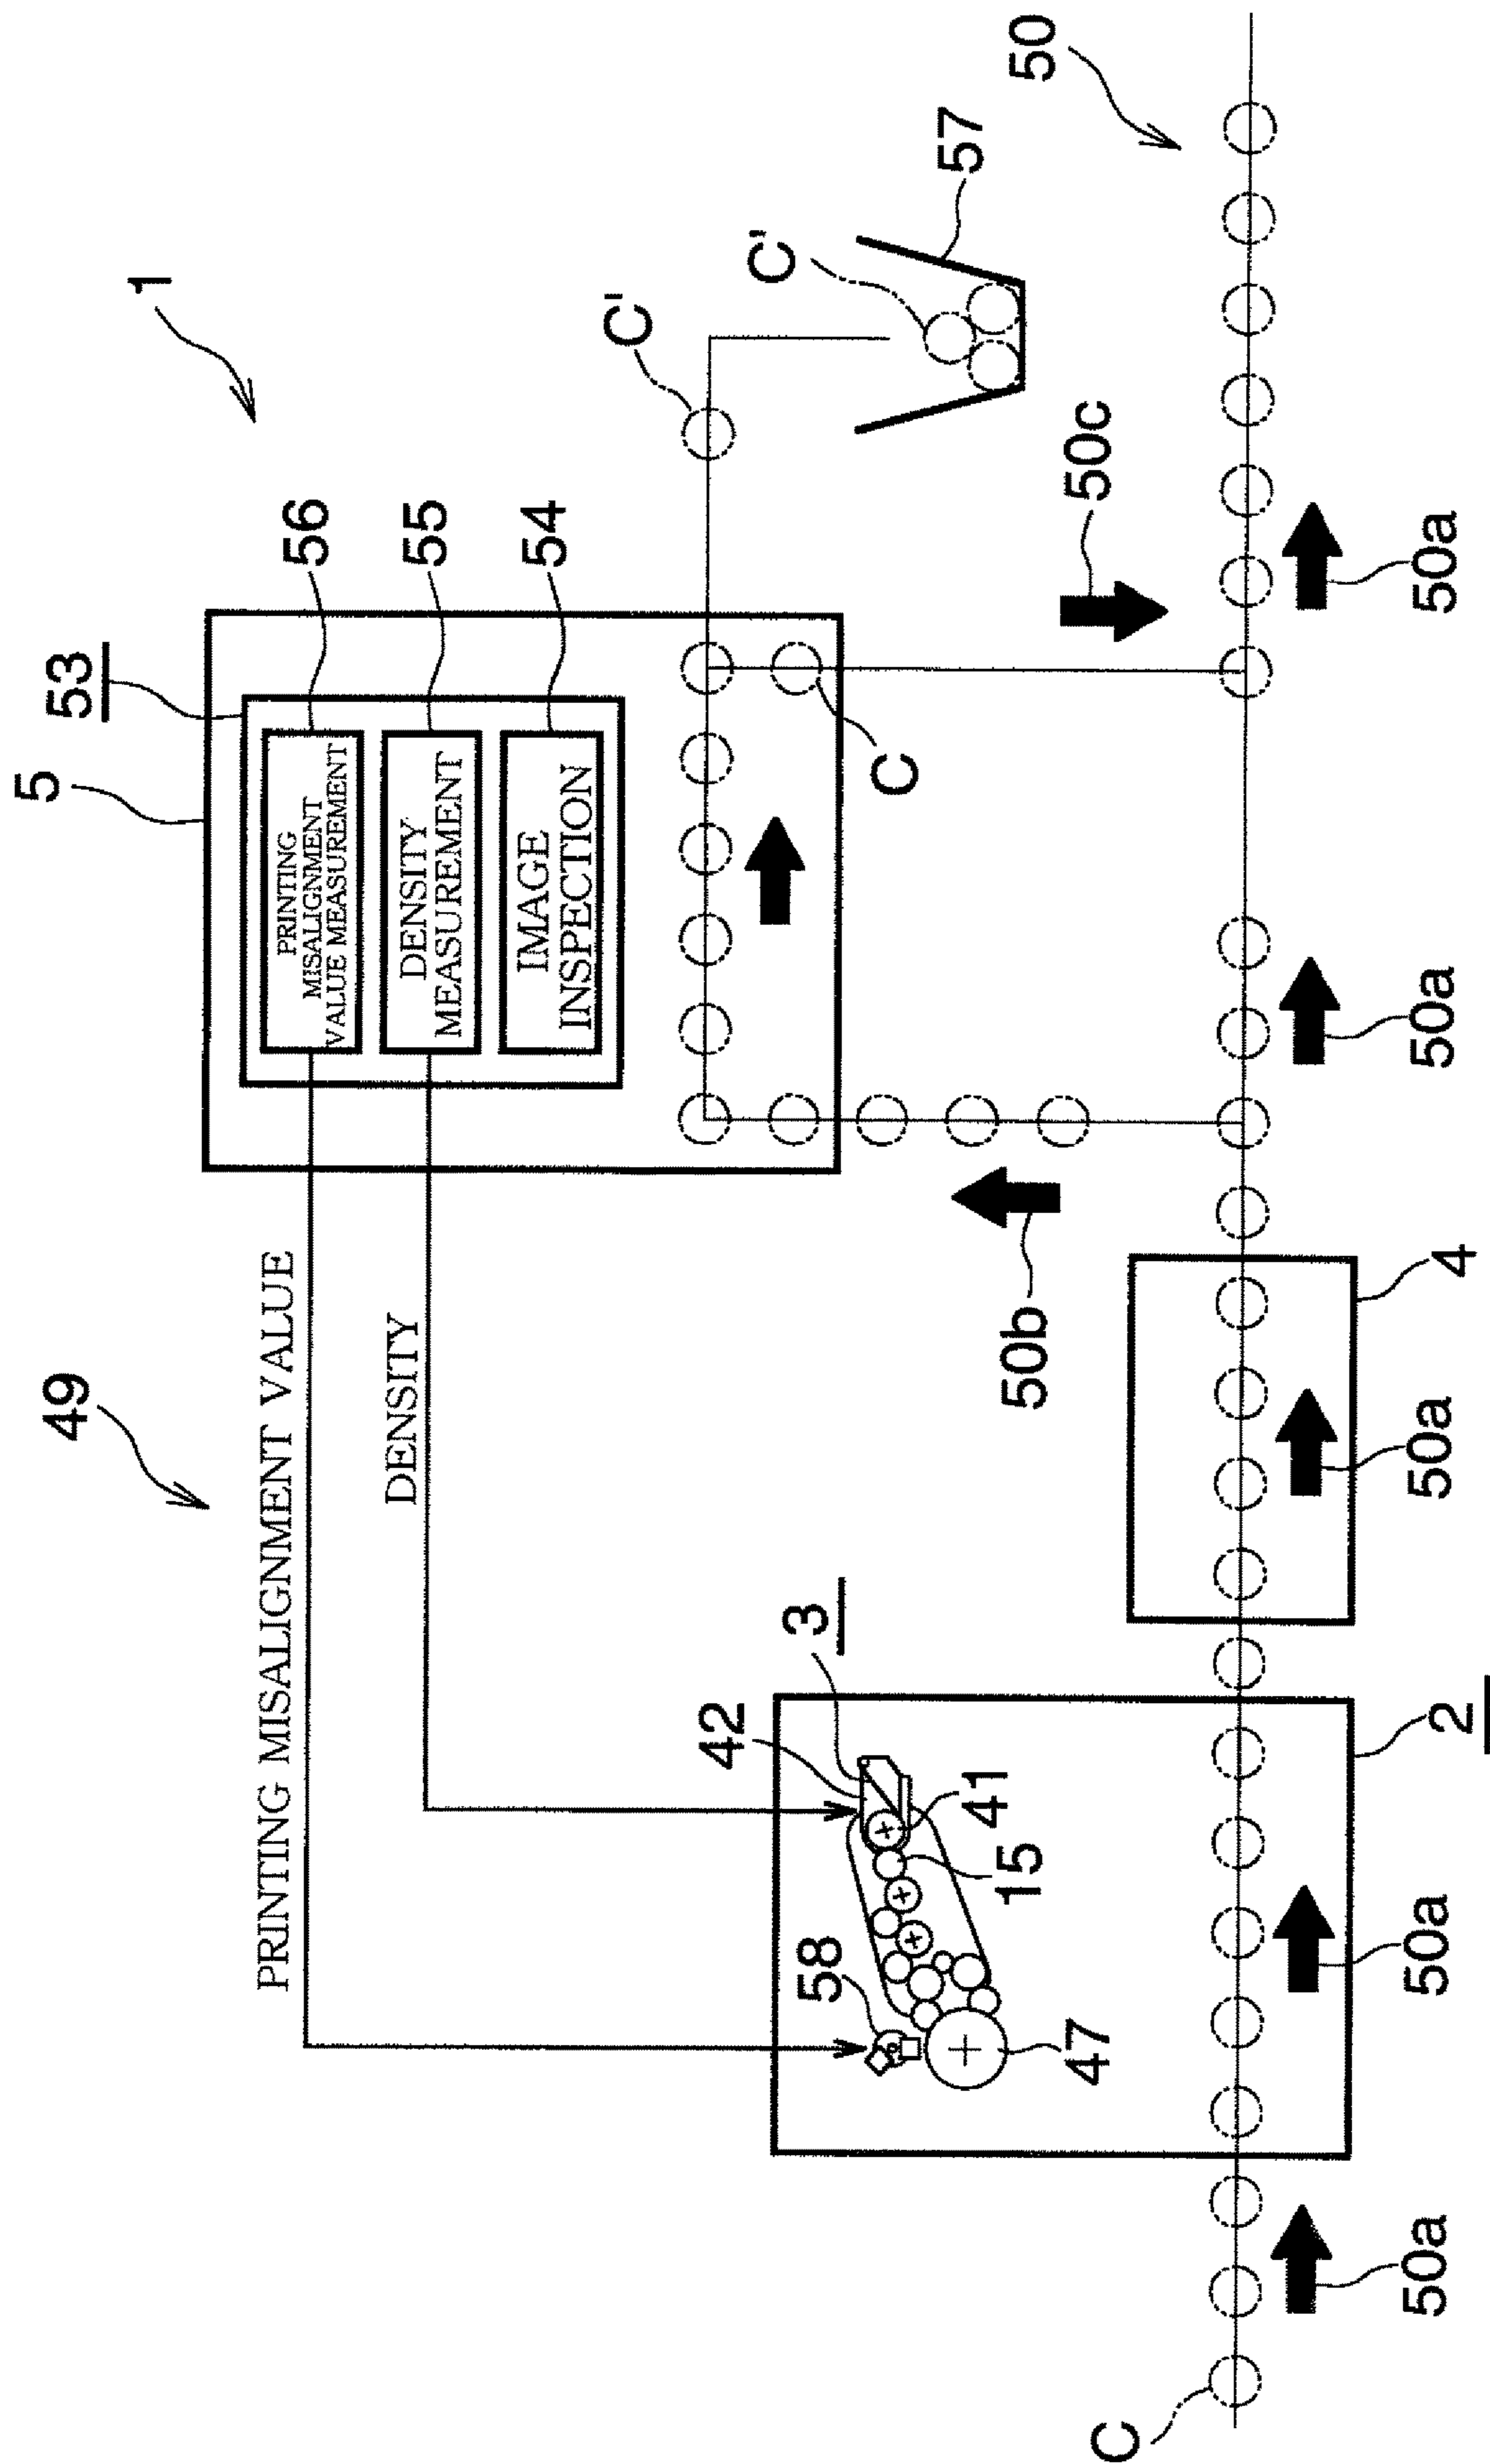 1
50
C'
C'
57
5
53
56
55
54
PRINTING
MISALIGNMENT
VALUE MEASUREMENT
DENSITY
MEASUREMENT
IMAGE
INSPECTION
50c
C
49
PRINTING MISALIGNMENT VALUE
DENSITY
50b
50a
50a
3
42
58
41
15
47
4
2
50a
50a
50a
C